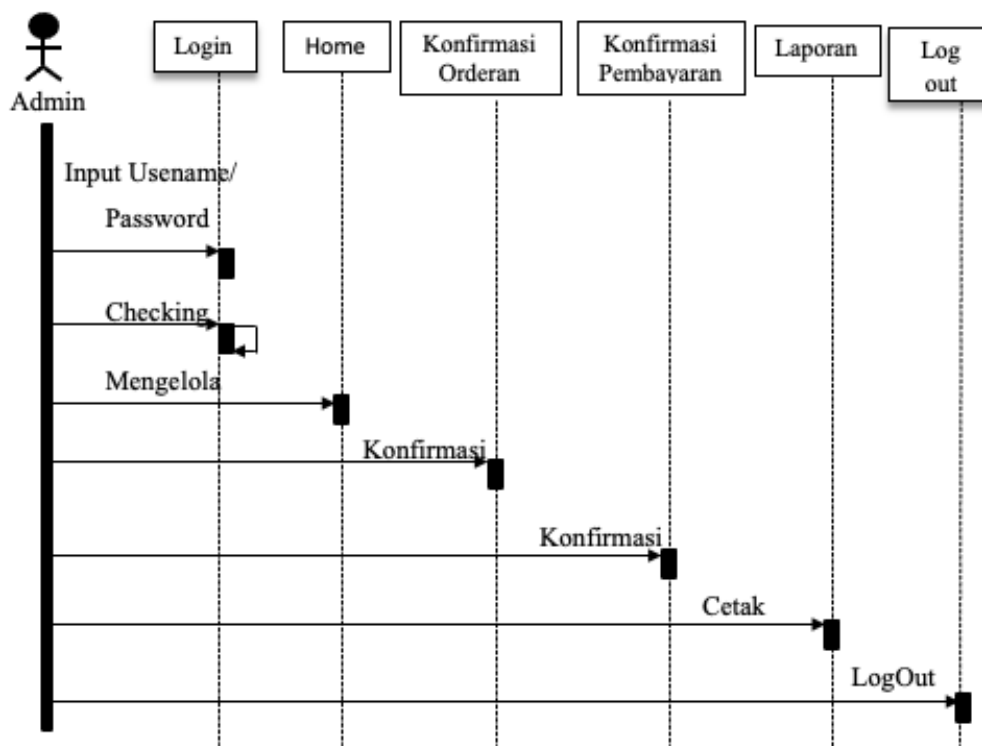 Admin
Login
Home
Konfirmasi
Orderan
Konfirmasi
Pembayaran
Laporan
Log
out
Input Usename/
Password
Checking
Mengelola
Konfirmasi
Konfirmasi
Cetak
LogOut